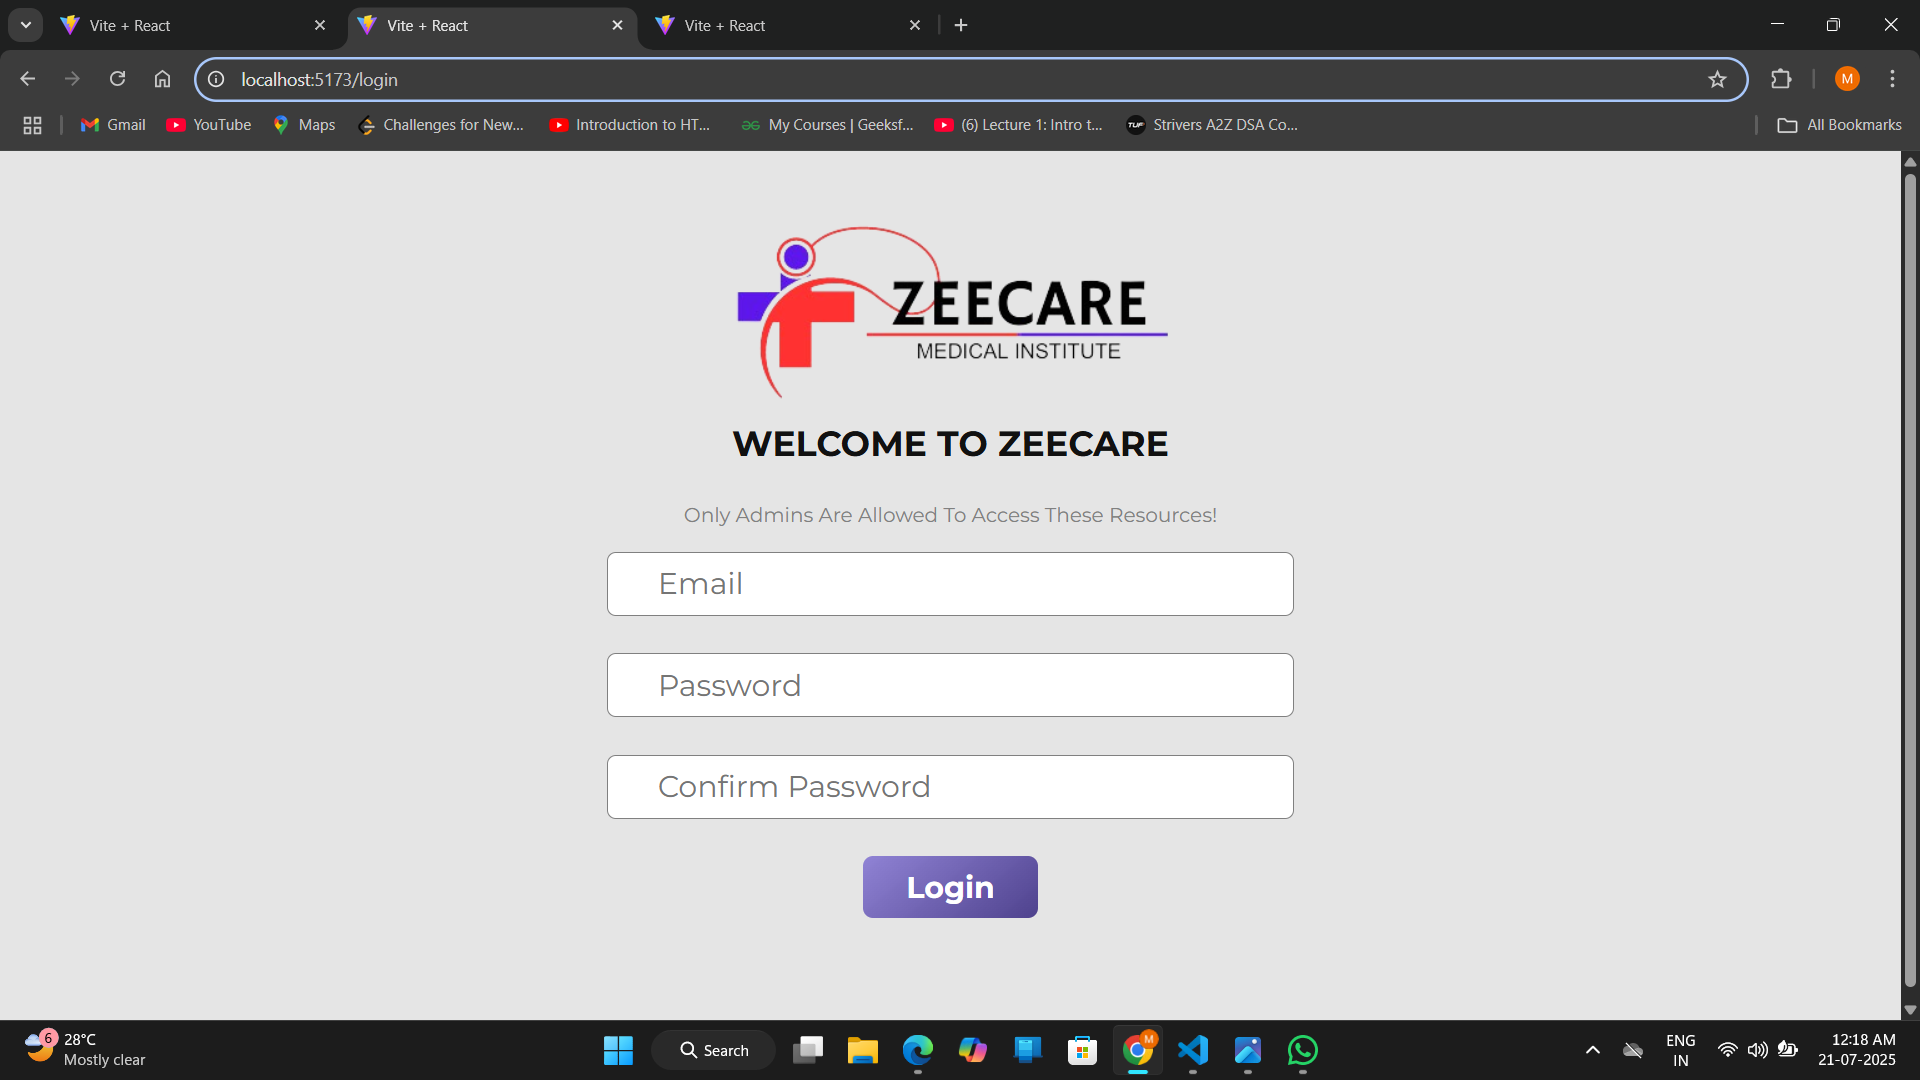 Vite + React
Vite + React
Vite + React
localhost:5173/login
M
Gmail
YouTube
Maps
Challenges for New...
Introduction to HT...
My Courses | Geeksf...
(6) Lecture 1: Intro t...
TUF
Strivers A2Z DSA Co...
All Bookmarks
ZEECARE
MEDICAL INSTITUTE
WELCOME TO ZEECARE
Only Admins Are Allowed To Access These Resources!
Email
Password
Confirm Password
Login
6
28°C
Mostly clear
Search
M
ENG
IN
12:18 AM
21-07-2025